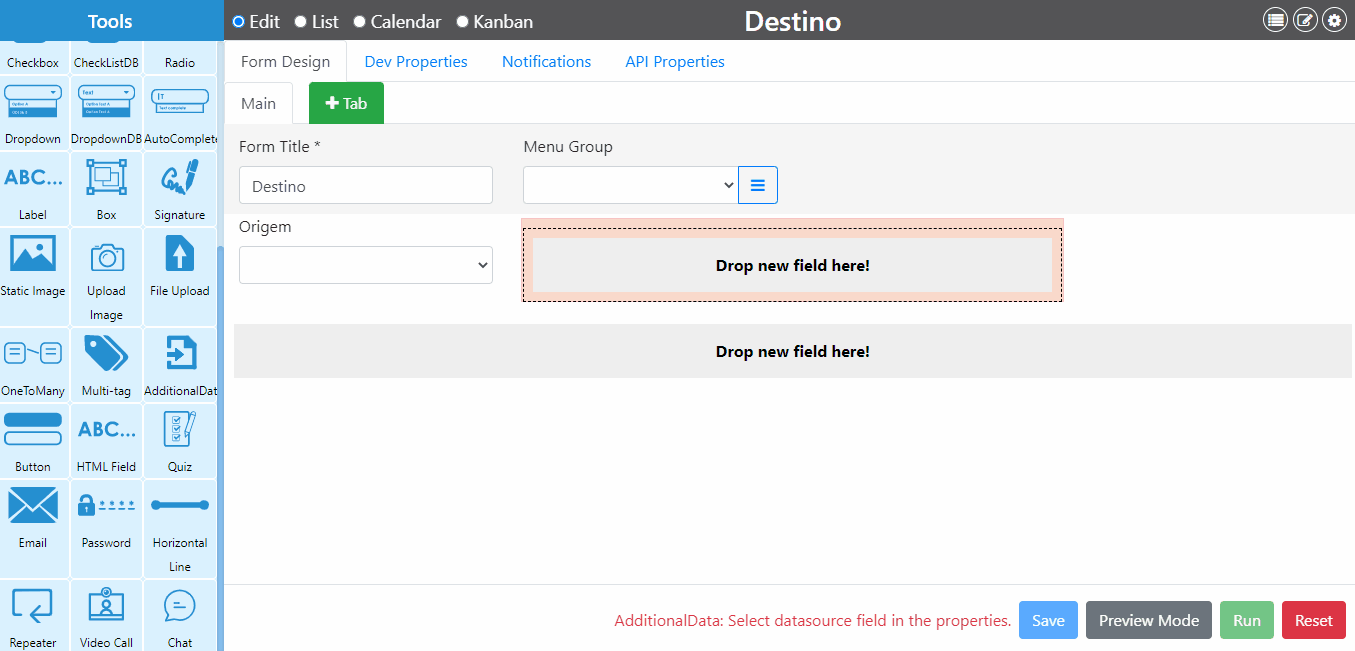 Tools
Edit List Calendar Kanban
Destino
Checkbox CheckListDB Radio
Dropdown DropdownDB AutoComplete
ABC...
Label Box Signature
Static Image Upload Image File Upload
OneToMany Multi-tag AdditionalDat
ABC...
Button HTML Field Quiz
Email Password Horizontal Line
Repeater Video Call Chat
Form Design Dev Properties Notifications API Properties
Main Tab
Form Title * Menu Group
Destino
Origem
Drop new field here!
Drop new field here!
AdditionalData: Select datasource field in the properties. Save Preview Mode Run Reset